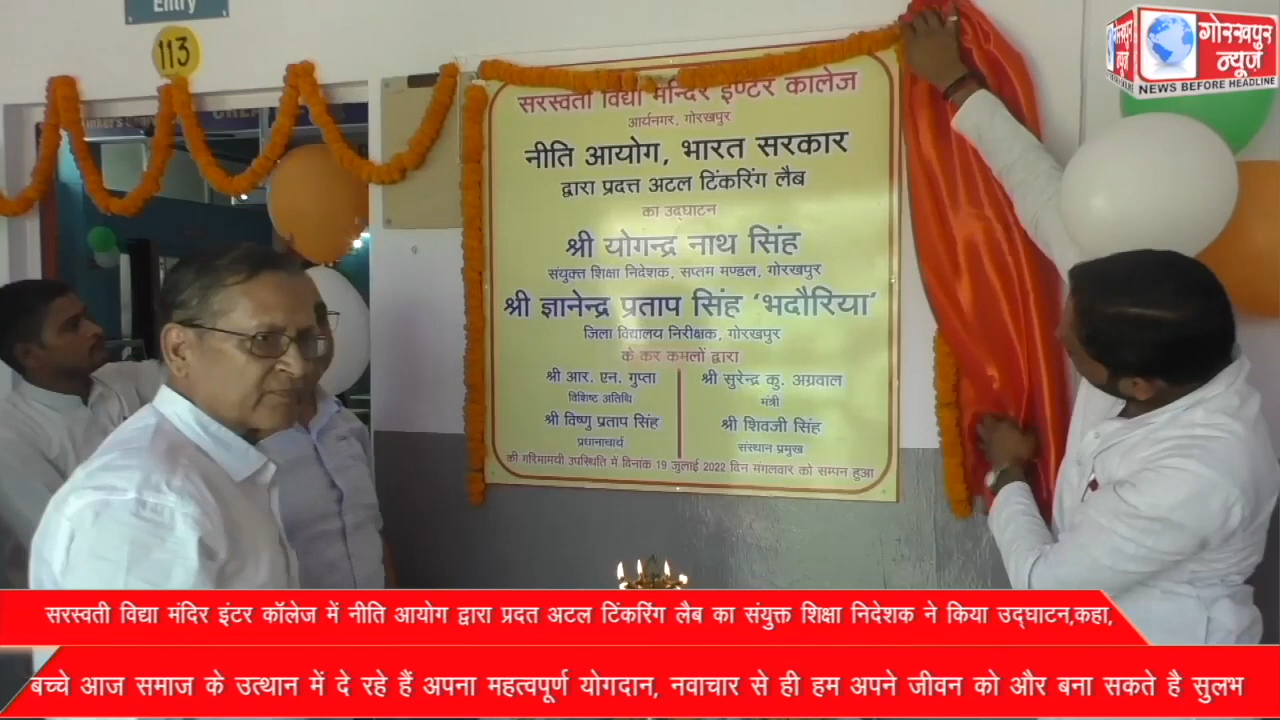 Entry
113
गोरखपुर
न्यूज़
NEWS BEFORE HEADLINE
सरस्वती विद्या मन्दिर इण्टर कालेज
आर्यनगर, गोरखपुर
नीति आयोग, भारत सरकार
द्वारा प्रदत्त अटल टिंकरिंग लैब
का उद्घाटन
श्री योगेन्द्र नाथ सिंह
संयुक्त शिक्षा निदेशक, सप्तम मण्डल, गोरखपुर
श्री ज्ञानेन्द्र प्रताप सिंह 'भदौरिया'
जिला विद्यालय निरीक्षक, गोरखपुर
के कर कमलों द्वारा
श्री आर. एन. गुप्ता
विशिष्ट अतिथि
श्री विष्णु प्रताप सिंह
प्रधानाचार्य
श्री सुरेन्द्र कु. अग्रवाल
मंत्री
श्री शिवजी सिंह
संस्थान प्रमुख
की गरिमामयी उपस्थिति में दिनांक 19 जुलाई 2022 दिन मंगलवार को सम्पन हुआ
सरस्वती विद्या मंदिर इंटर कॉलेज में नीति आयोग द्वारा प्रदत अटल टिंकरिंग लैब का संयुक्त शिक्षा निदेशक ने किया उद्घाटन,कहा,
बच्चे आज समाज के उत्थान में दे रहे हैं अपना महत्वपूर्ण योगदान, नवाचार से ही हम अपने जीवन को और बना सकते है सुलभ